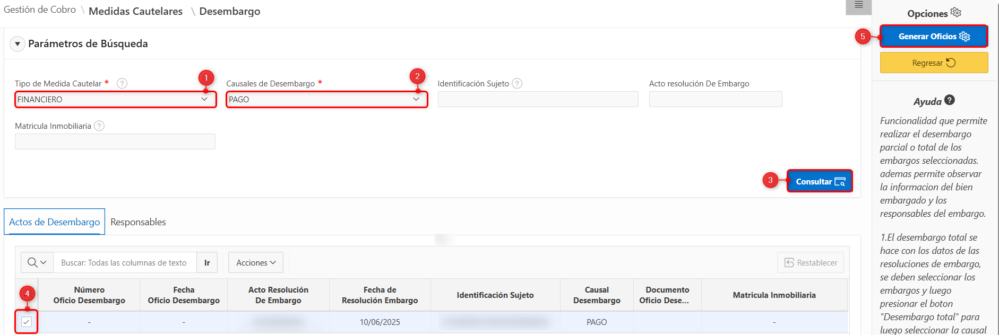 Gestión de Cobro \ Medidas Cautelares \ Desembargo
Parámetros de Búsqueda
Tipo de Medida Cautelar * ?
1
Causales de Desembargo * 
2
Identificación Sujeto ?
Acto resolución De Embargo
FINANCIERO
PAGO
Matricula Inmobiliaria ?
3
Consultar
Actos de Desembargo
Responsables
Buscar: Todas las columnas de texto
Ir
Acciones
Restablecer
4
Número
Oficio Desembargo
Fecha
Oficio Desembargo
Acto Resolución
De Embargo
Fecha de
Resolución Embargo
Identificación Sujeto
Causal
Desembargo
Documento
Oficio Dese...
Matricula Inmobiliaria
-
-
10/06/2025
PAGO
-
Opciones
5
Generar Oficios
Regresar
Ayuda ?
Funcionalidad que permite
realizar el desembargo
parcial o total de los
embargos seleccionadas.
ademas permite observar
la informacion del bien
embargado y los
responsables del embargo.
1.El desembargo total se
hace con los datos de las
resoluciones de embargo,
se deben seleccionar los
embargos y luego
presionar el boton
"Desembargo total" para
luego seleccionar la causal